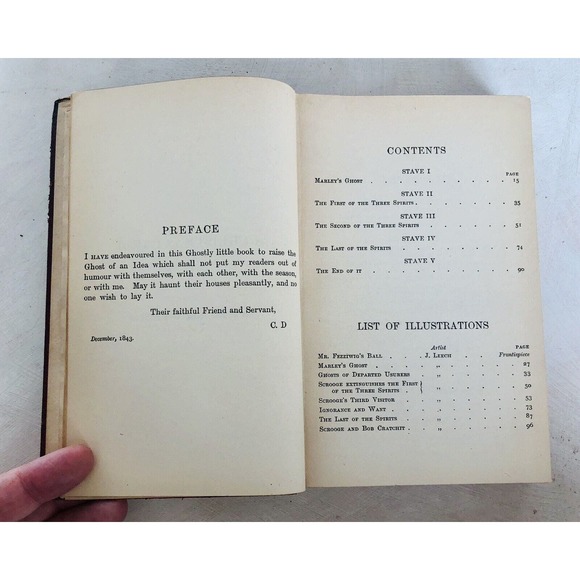 PREFACE
I HAVE endeavoured in this Ghostly little book to raise the
Ghost of an Idea which shall not put my readers out of
humour with themselves, with each other, with the season,
or with me. May it haunt their houses pleasantly, and no
one wish to lay it.
Their faithful Friend and Servant,
C. D
December, 1843.
CONTENTS
STAVE I
PAGE
MARLEY'S GHOST . . . . . . . . . 15
STAVE II
THE FIRST OF THE THREE SPIRITS . . . . . . 35
STAVE III
THE SECOND OF THE THREE SPIRITS . . . . . . 51
STAVE IV
THE LAST OF THE SPIRITS . . . . . . . 74
STAVE V
THE END OF IT . . . . . . . . . 90
LIST OF ILLUSTRATIONS
Artist PAGE
MR. FEZZIWIG'S BALL . . J. LEECH . . . Frontispiece
MARLEY'S GHOST . . . . „ . . . . 27
GHOSTS OF DEPARTED USURERS . „ . . . . 33
SCROOGE EXTINGUISHES THE FIRST
OF THE THREE SPIRITS } „ . . . . 50
SCROOGE'S THIRD VISITOR . . „ . . . . 53
IGNORANCE AND WANT . . . „ . . . . 73
THE LAST OF THE SPIRITS . . „ . . . . 87
SCROOGE AND BOB CRATCHIT . . „ . . . . 96